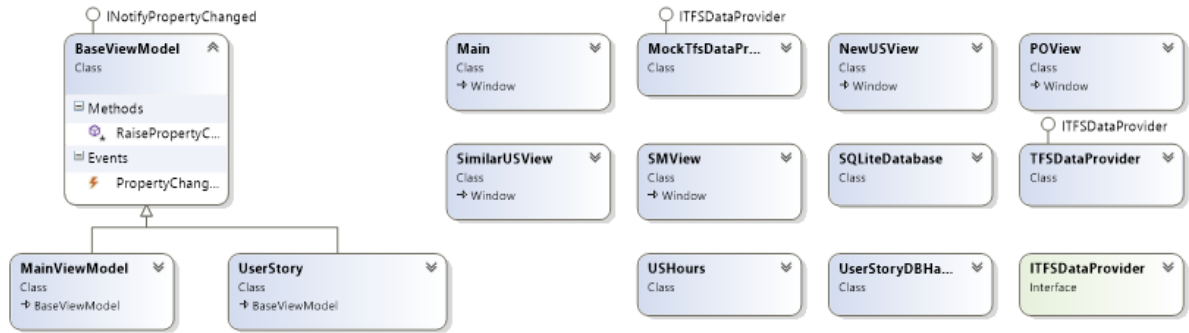 INotifyPropertyChanged
BaseViewModel
Class
Methods
RaisePropertyC...
Events
PropertyChang...
MainViewModel
Class
BaseViewModel
UserStory
Class
BaseViewModel
Main
Class
Window
ITFSDataProvider
MockTfsDataPr...
Class
NewUSView
Class
Window
POView
Class
Window
SimilarUSView
Class
Window
SMView
Class
Window
SQLiteDatabase
Class
ITFSDataProvider
TFSDataProvider
Class
USHours
Class
UserStoryDBHa...
Class
ITFSDataProvider
Interface